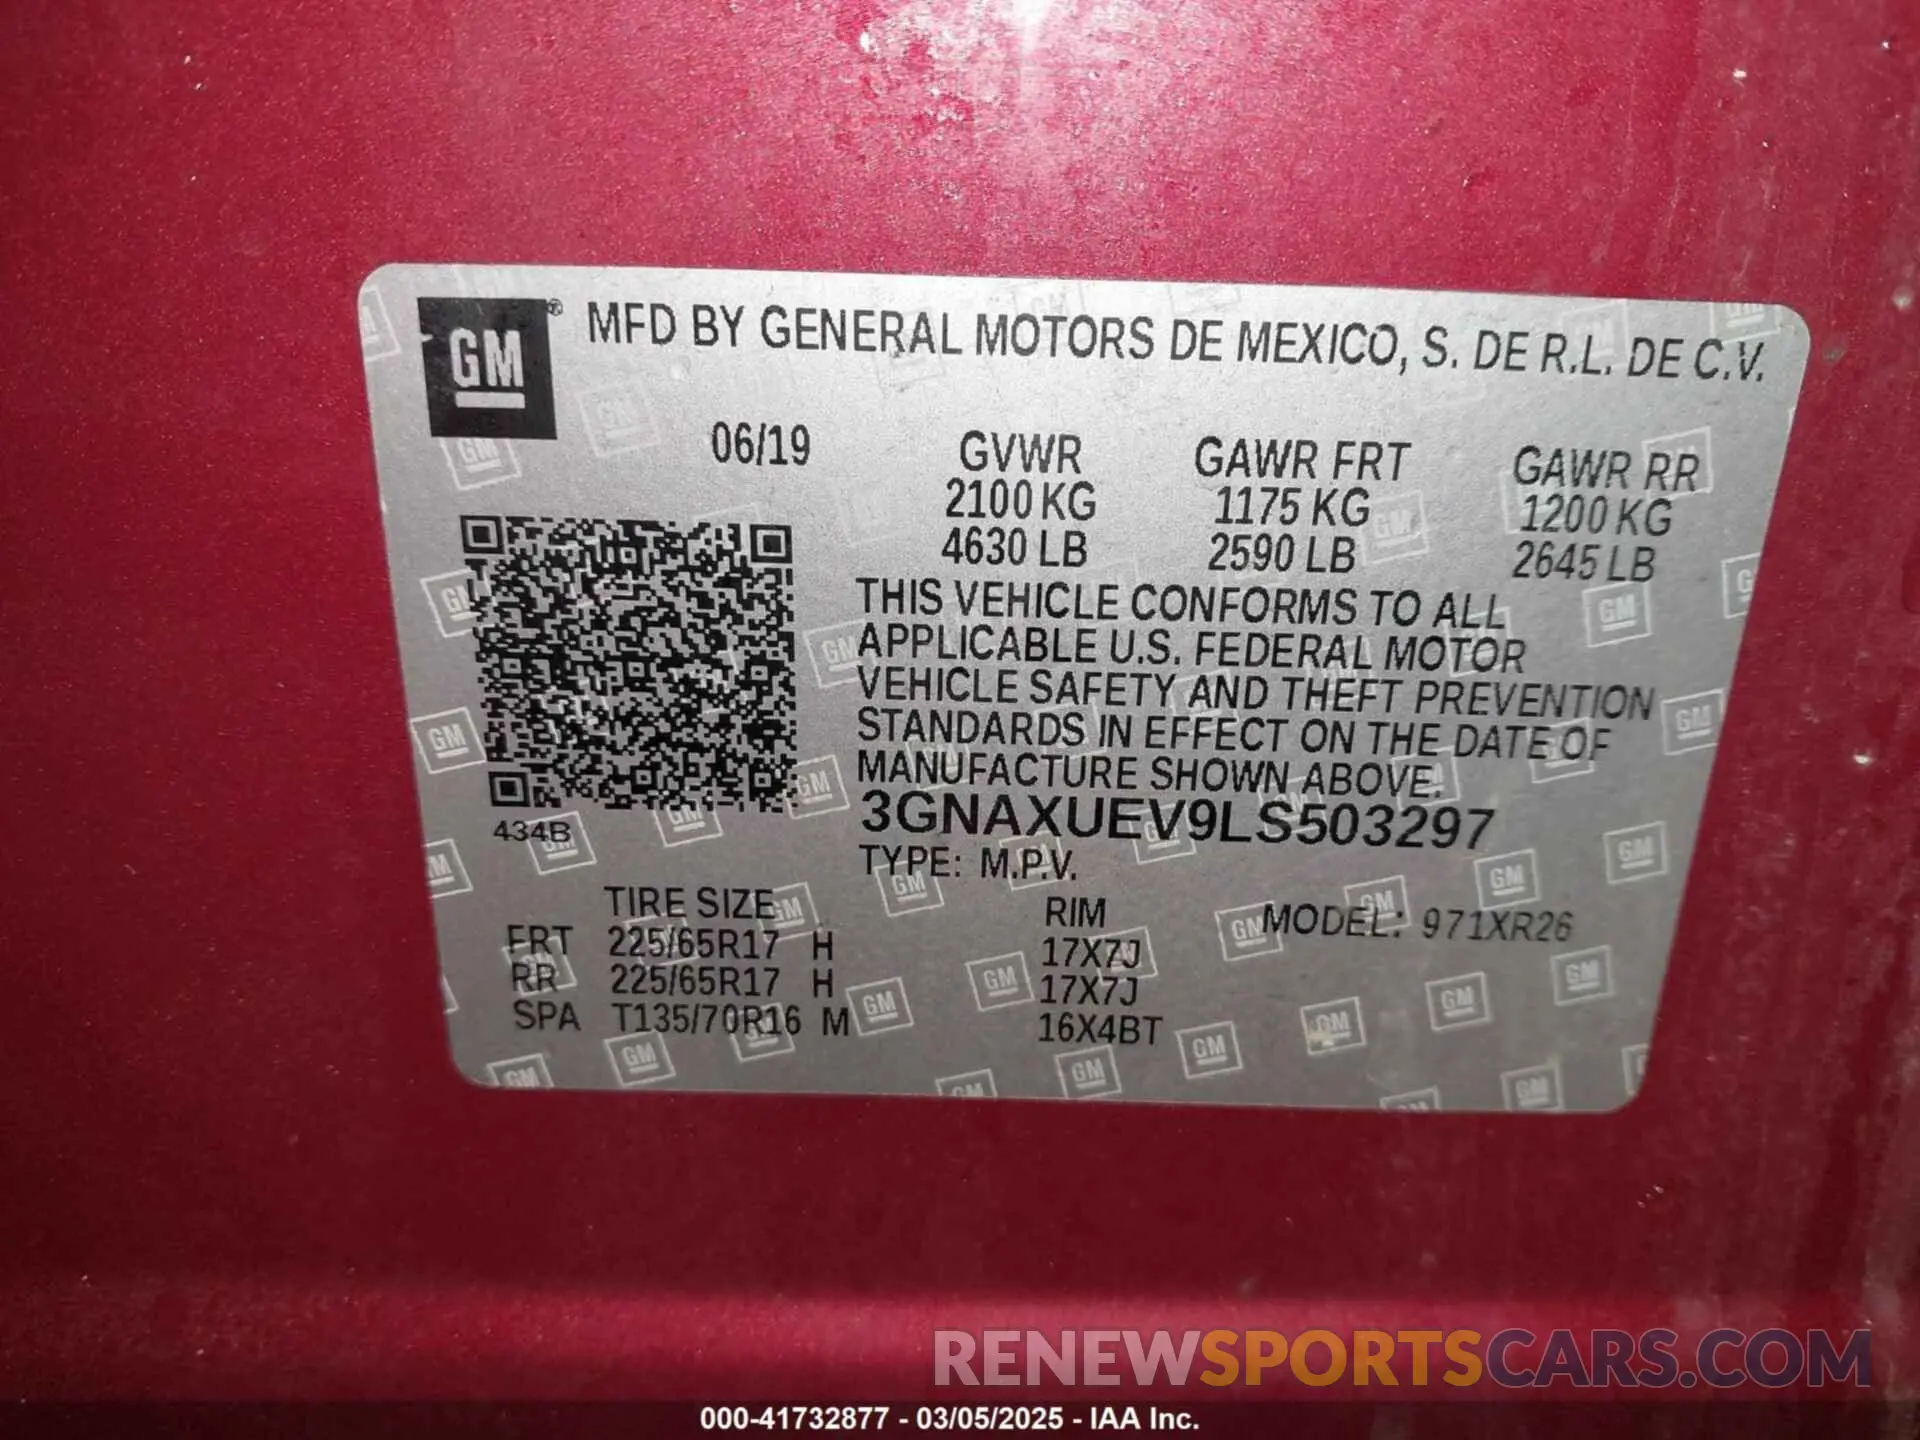 GM® MFD BY GENERAL MOTORS DE MEXICO, S. DE R.L. DE C.V.
06/19 GVWR GAWR FRT GAWR RR
2100 KG 1175 KG 1200 KG
4630 LB 2590 LB 2645 LB
THIS VEHICLE CONFORMS TO ALL
APPLICABLE U.S. FEDERAL MOTOR
VEHICLE SAFETY AND THEFT PREVENTION
STANDARDS IN EFFECT ON THE DATE OF
MANUFACTURE SHOWN ABOVE.
3GNAXUEV9LS503297
434B
TYPE: M.P.V.
TIRE SIZE RIM MODEL: 971XR26
FRT 225/65R17 H 17X7J
RR 225/65R17 H 17X7J
SPA T135/70R16 M 16X4BT
RENEWSPORTSCARS.COM
000-41732877 - 03/05/2025 - IAA Inc.